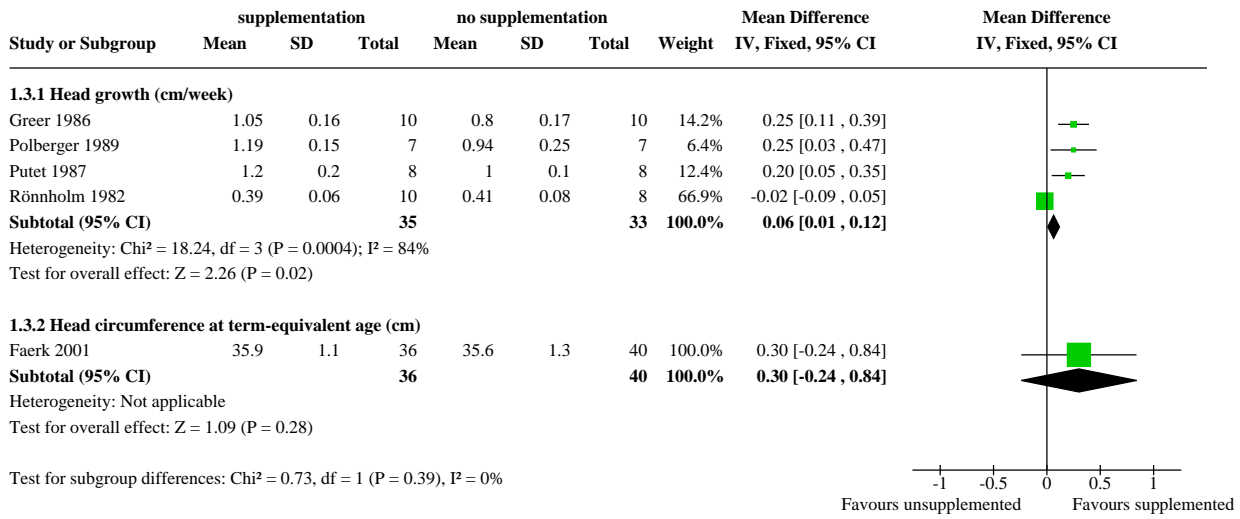 supplementation no supplementation Mean Difference Mean Difference
Study or Subgroup Mean SD Total Mean SD Total Weight IV, Fixed, 95% CI IV, Fixed, 95% CI
1.3.1 Head growth (cm/week)
Greer 1986 1.05 0.16 10 0.8 0.17 10 14.2% 0.25 [0.11 , 0.39]
Polberger 1989 1.19 0.15 7 0.94 0.25 7 6.4% 0.25 [0.03 , 0.47]
Putet 1987 1.2 0.2 8 1 0.1 8 12.4% 0.20 [0.05 , 0.35]
Rönnholm 1982 0.39 0.06 10 0.41 0.08 8 66.9% -0.02 [-0.09 , 0.05]
Subtotal (95% CI) 35 33 100.0% 0.06 [0.01 , 0.12]
Heterogeneity: Chi² = 18.24, df = 3 (P = 0.0004); I² = 84%
Test for overall effect: Z = 2.26 (P = 0.02)
1.3.2 Head circumference at term-equivalent age (cm)
Faerk 2001 35.9 1.1 36 35.6 1.3 40 100.0% 0.30 [-0.24 , 0.84]
Subtotal (95% CI) 36 40 100.0% 0.30 [-0.24 , 0.84]
Heterogeneity: Not applicable
Test for overall effect: Z = 1.09 (P = 0.28)
Test for subgroup differences: Chi² = 0.73, df = 1 (P = 0.39), I² = 0%
-1 -0.5 0 0.5 1
Favours unsupplemented Favours supplemented